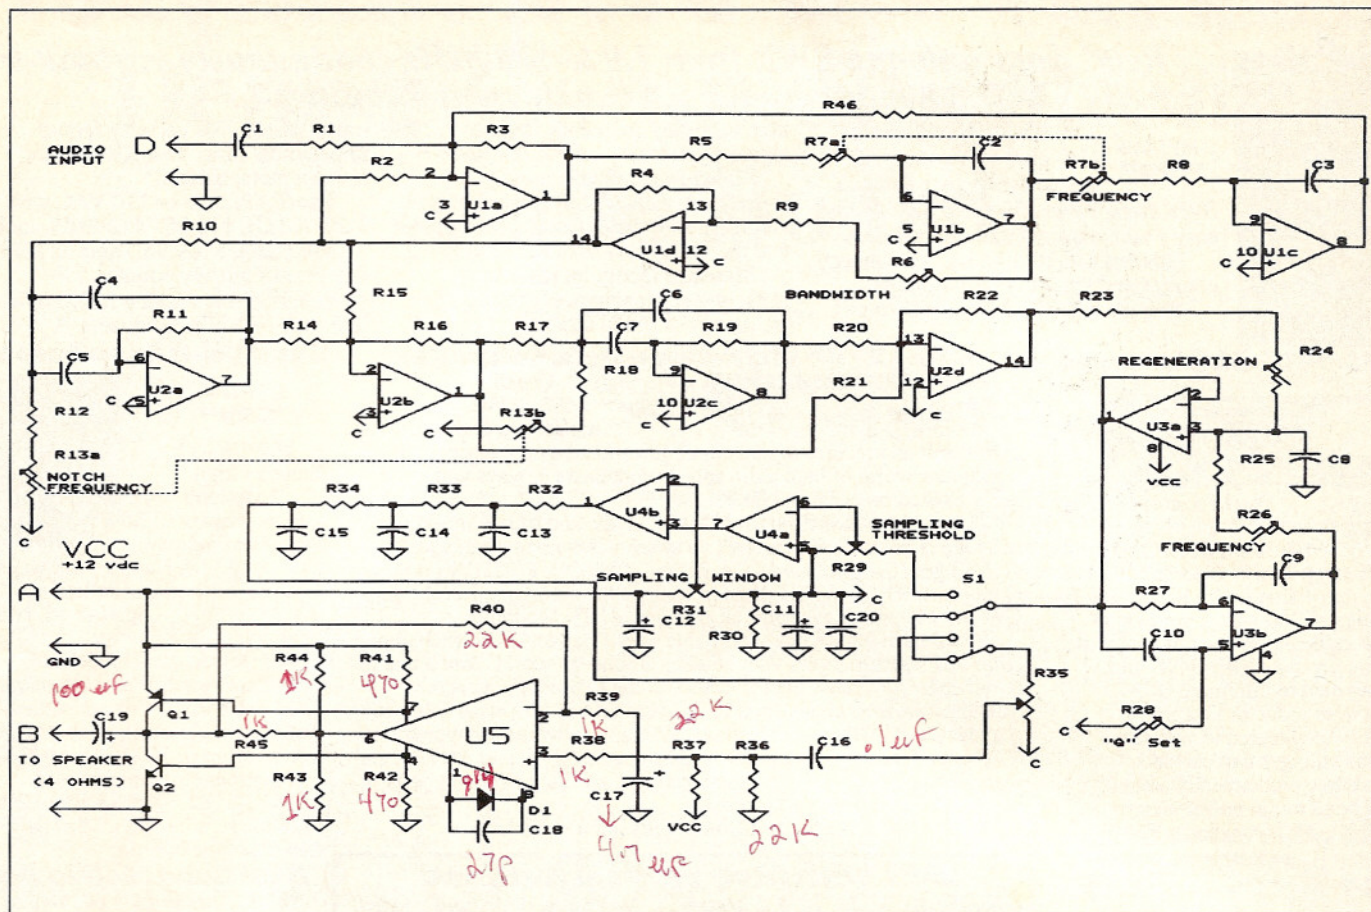 R46
C1 R1 R3 R5 R7a C2
AUDIO INPUT D
R2 R4 R7b R8 C3
FREQUENCY
2 3 C U1a 1
13 14 U1d 12 C R9
6 5 C U1b 7
9 10 C U1c 8
R10 R6
BANDWIDTH
C4 R15 C6 R22 R23
R11 R14 R16 R17 C7 R19 R20
C5 6 5 C U2a 7
2 3 C U2b 1
R18 9 10 C U2c 8
13 12 C U2d 14
R21
REGENERATION R24
1 U3a 2 3 8 VCC
R12 R13b C
R25 C8
R13a NOTCH FREQUENCY C
R34 R33 R32 1 U4b 2 3
7 U4a 6 5
SAMPLING THRESHOLD
R29
C15 C14 C13
R26
FREQUENCY
VCC
+12 vdc
A
SAMPLING WINDOW
C S1 C9
R31 C12 R30 C11 C20
R27 6 5 U3b 7 4
C10
R40
22K
GND
R44 1K R41 470
100 uf
Q1
B C19
1K R45
TO SPEAKER
(4 OHMS)
Q2
R43 1K R42 470
7 6 4 U5 2 3 1 8
R39 1K
R38 1K
22K
R37 R36 C16 .1uf
R35 C
R28 C
"Q" Set
914 D1
C18
27p
C17
4.7 uf
VCC
22K